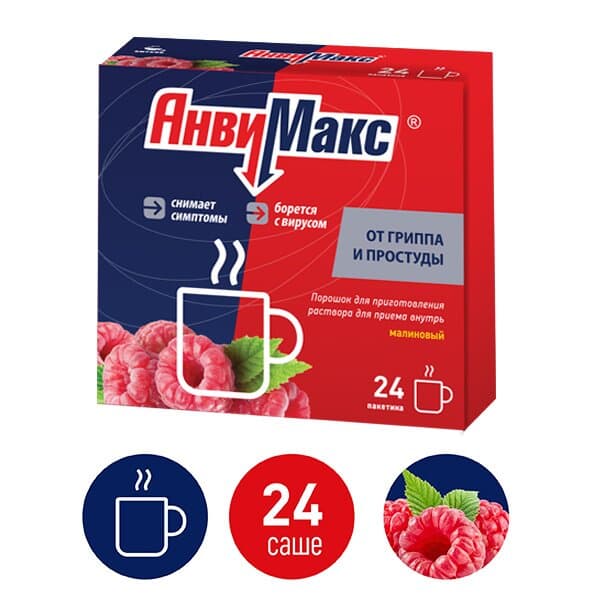 АнвиМакс®
24
снимает симптомы
борется с вирусом
ОТ ГРИППА
И ПРОСТУДЫ
Порошок для приготовления
раствора для приема внутрь
малиновый
24
пакетика
24
саше